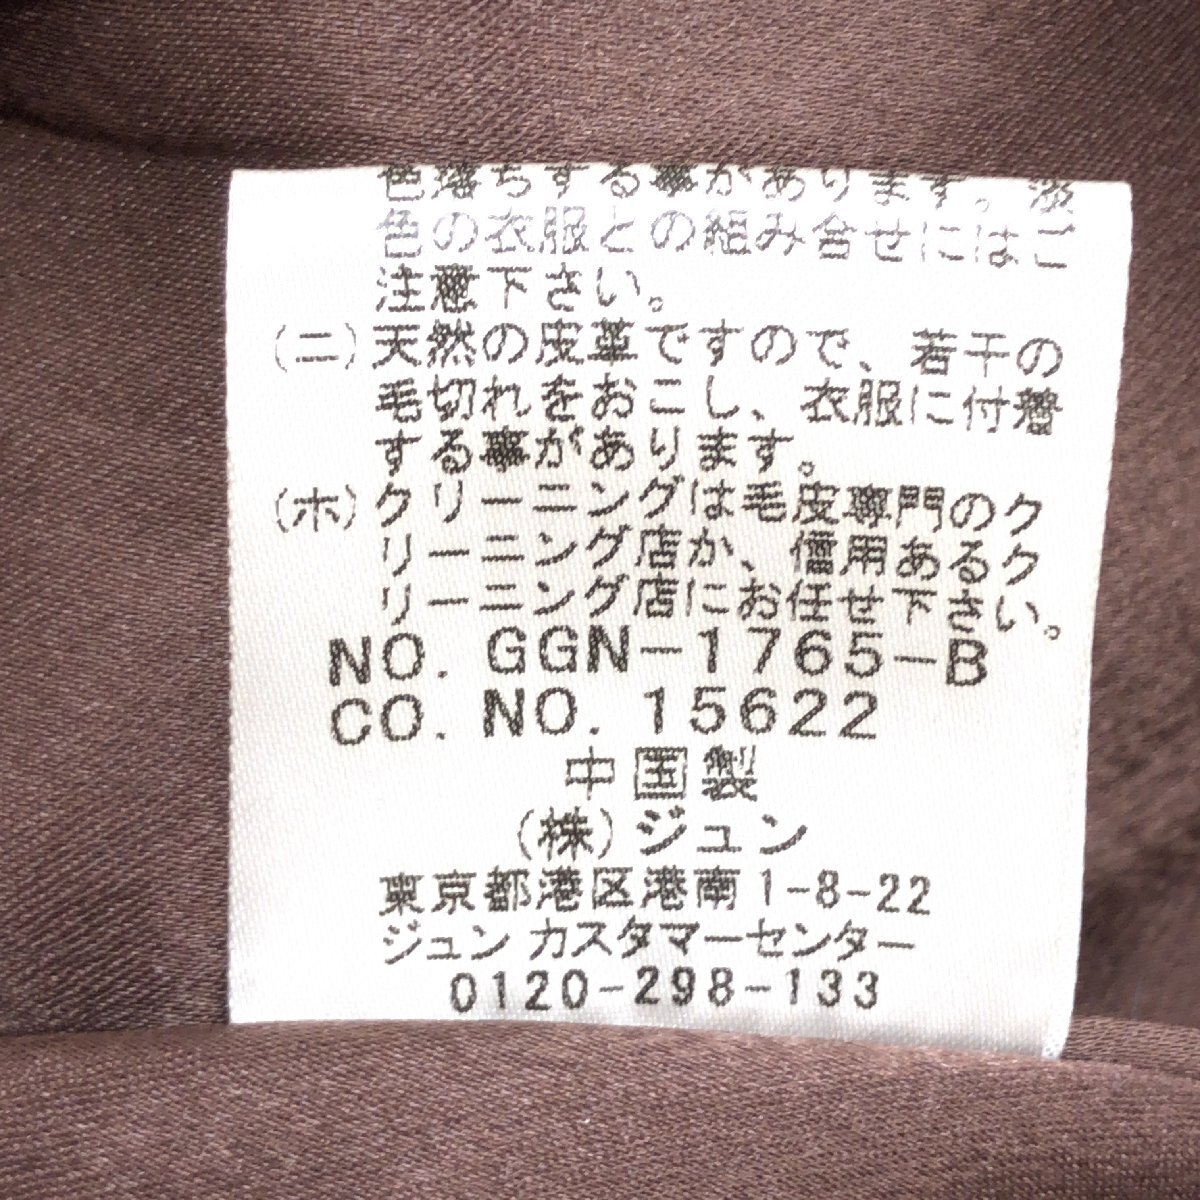 色落ちする事があります。淡
色の衣服との組み合せにはご
注意下さい。
(ニ)天然の皮革ですので、若干の
毛切れをおこし、衣服に付着
する事があります。
(ホ)クリーニングは毛皮専門のク
リーニング店か、信用あるク
リーニング店にお任せ下さい。
NO. GGN-1765-B
CO. NO. 15622
中国製
(株)ジュン
東京都港区港南1-8-22
ジュン カスタマーセンター
0120-298-133